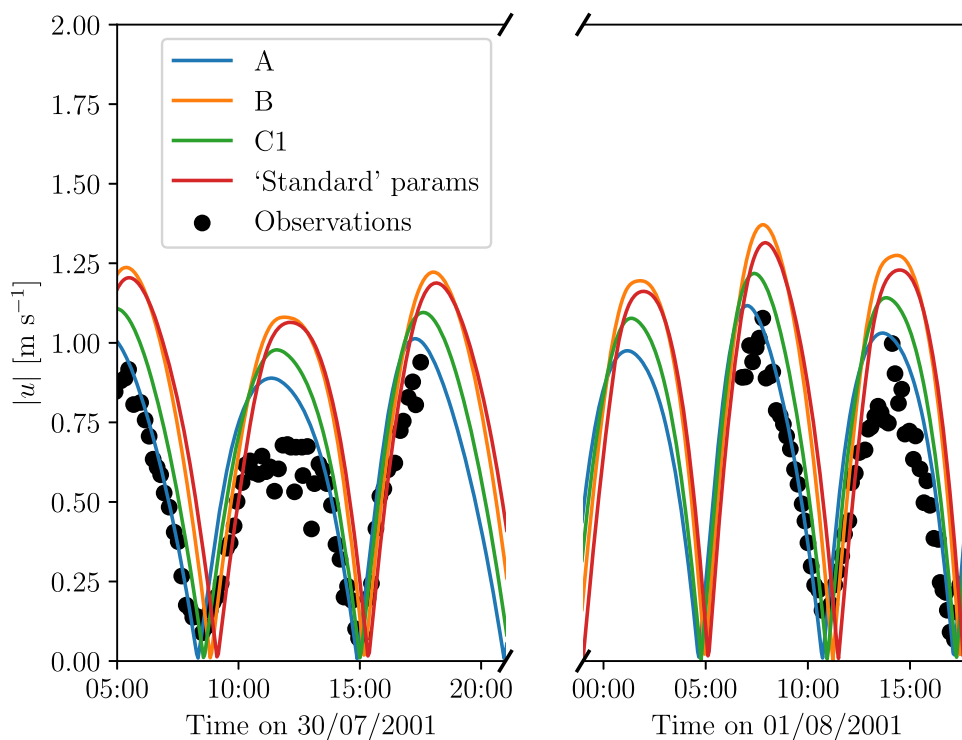 2.00
1.75
1.50
1.25
1.00
0.75
0.50
0.25
0.00
|u| [m s⁻¹]
A
B
C1
‘Standard’ params
Observations
05:00 10:00 15:00 20:00
Time on 30/07/2001
00:00 05:00 10:00 15:00
Time on 01/08/2001